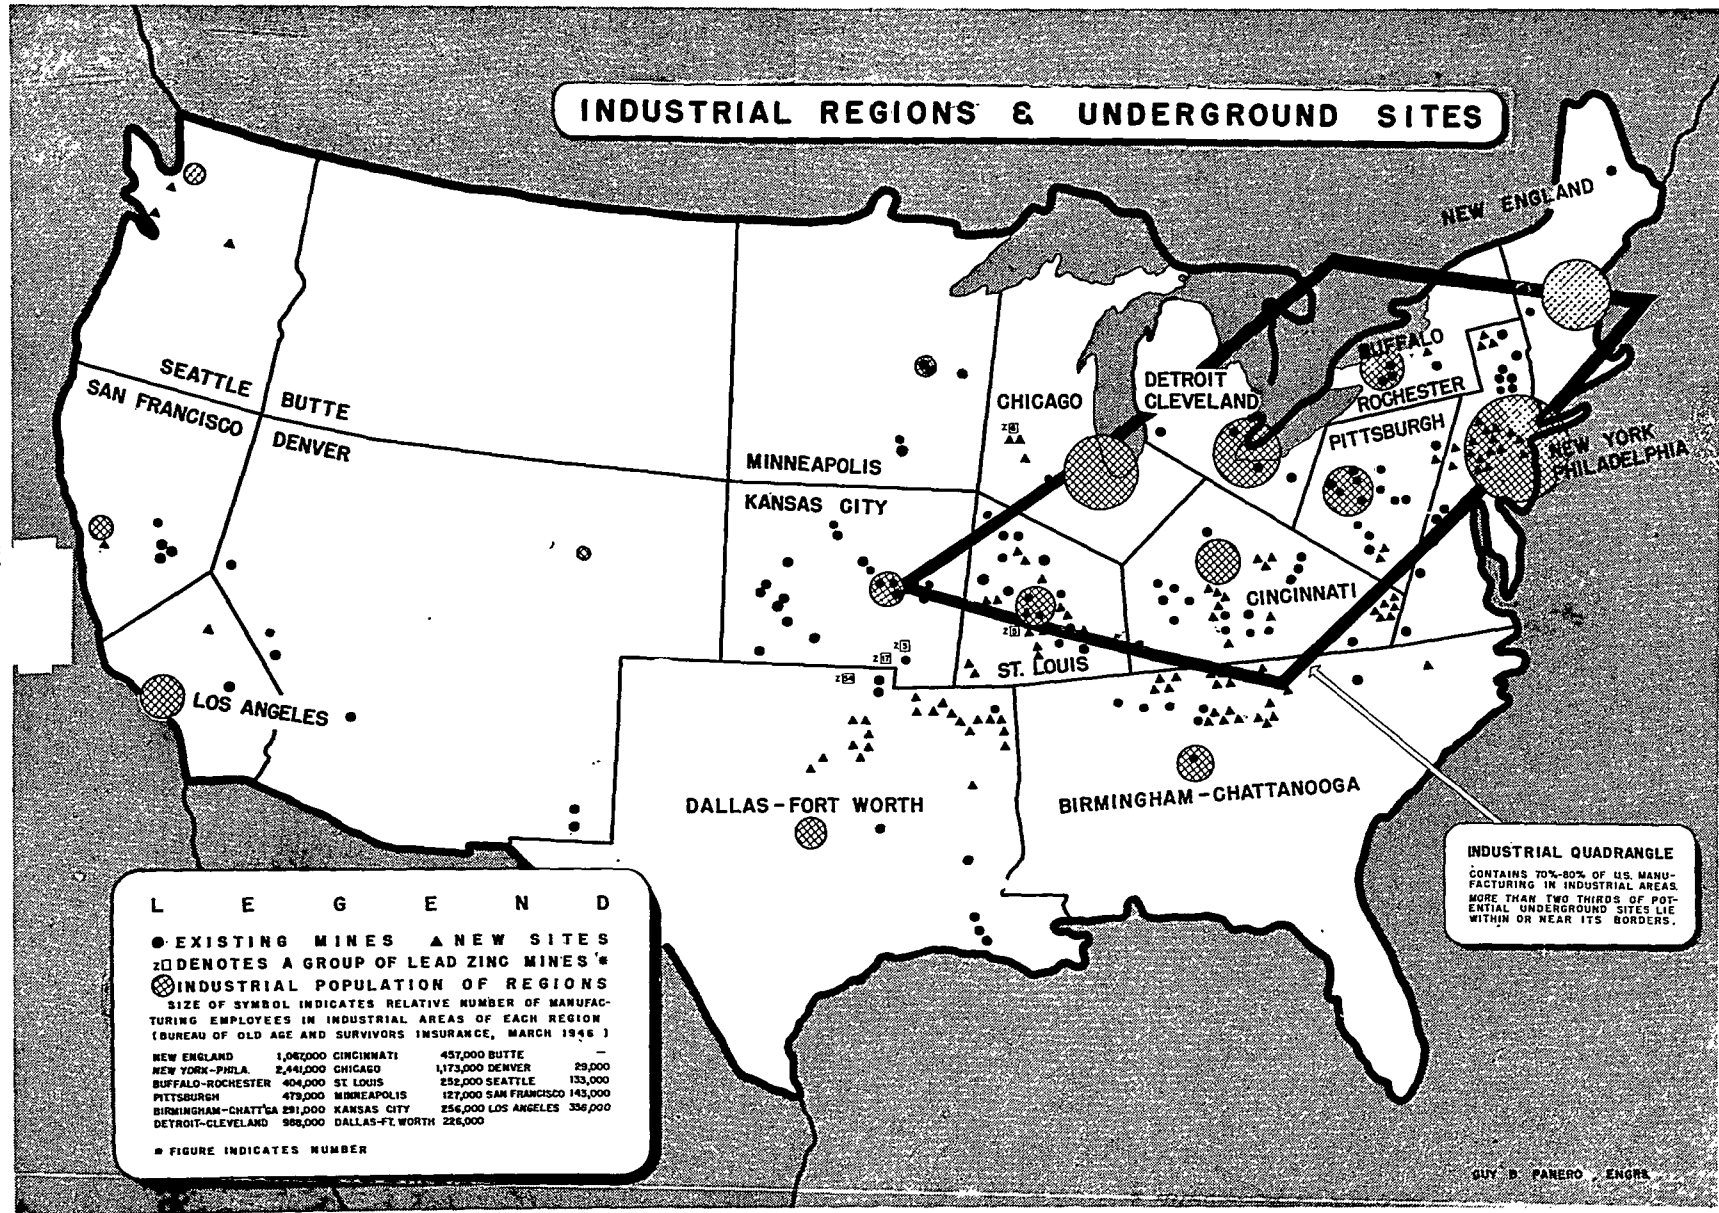 INDUSTRIAL REGIONS & UNDERGROUND SITES
NEW ENGLAND
BUFFALO
ROCHESTER
DETROIT
CLEVELAND
CHICAGO
PITTSBURGH
NEW YORK
PHILADELPHIA
SEATTLE
BUTTE
SAN FRANCISCO
DENVER
MINNEAPOLIS
KANSAS CITY
CINCINNATI
ST. LOUIS
LOS ANGELES
DALLAS-FORT WORTH
BIRMINGHAM-CHATTANOOGA
INDUSTRIAL QUADRANGLE
CONTAINS 70%-80% OF U.S. MANU-
FACTURING IN INDUSTRIAL AREAS.
MORE THAN TWO THIRDS OF POT-
ENTIAL UNDERGROUND SITES LIE
WITHIN OR NEAR ITS BORDERS.
LEGEND
EXISTING MINES NEW SITES
Z DENOTES A GROUP OF LEAD ZINC MINES *
INDUSTRIAL POPULATION OF REGIONS
SIZE OF SYMBOL INDICATES RELATIVE NUMBER OF MANUFAC-
TURING EMPLOYEES IN INDUSTRIAL AREAS OF EACH REGION
(BUREAU OF OLD AGE AND SURVIVORS INSURANCE, MARCH 1946)
NEW ENGLAND 1,067,000 CINCINNATI 457,000 BUTTE —
NEW YORK-PHILA. 2,441,000 CHICAGO 1,173,000 DENVER 29,000
BUFFALO-ROCHESTER 404,000 ST. LOUIS 252,000 SEATTLE 133,000
PITTSBURGH 479,000 MINNEAPOLIS 127,000 SAN FRANCISCO 143,000
BIRMINGHAM-CHATT'GA 291,000 KANSAS CITY 256,000 LOS ANGELES 356,000
DETROIT-CLEVELAND 988,000 DALLAS-FT. WORTH 226,000
* FIGURE INDICATES NUMBER
GUY B. PANERO, ENGRS.